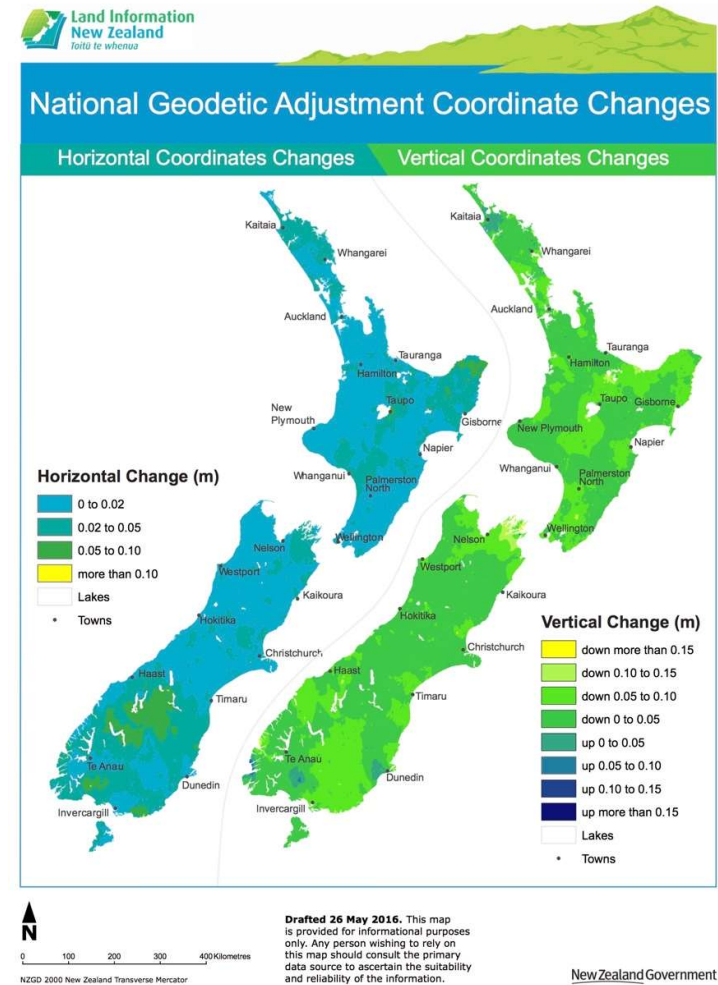 Land Information
New Zealand
Toitū te whenua
National Geodetic Adjustment Coordinate Changes
Horizontal Coordinates Changes
Vertical Coordinates Changes
Kaitaia
Whangarei
Auckland
Tauranga
Hamilton
Taupo
New
Plymouth
Gisborne
Napier
Whanganui
Palmerston
North
Wellington
Nelson
Westport
Kaikoura
Hokitika
Christchurch
Haast
Timaru
Te Anau
Dunedin
Invercargill
Kaitaia
Whangarei
Auckland
Tauranga
Hamilton
Taupo
Gisborne
New Plymouth
Napier
Whanganui
Palmerston
North
Wellington
Nelson
Westport
Kaikoura
Hokitika
Christchurch
Haast
Timaru
Te Anau
Dunedin
Invercargill
Horizontal Change (m)
0 to 0.02
0.02 to 0.05
0.05 to 0.10
more than 0.10
Lakes
Towns
Vertical Change (m)
down more than 0.15
down 0.10 to 0.15
down 0.05 to 0.10
down 0 to 0.05
up 0 to 0.05
up 0.05 to 0.10
up 0.10 to 0.15
up more than 0.15
Lakes
Towns
N
0 100 200 300 400 Kilometres
NZGD 2000 New Zealand Transverse Mercator
Drafted 26 May 2016. This map
is provided for informational purposes
only. Any person wishing to rely on
this map should consult the primary
data source to ascertain the suitability
and reliability of the information.
New Zealand Government